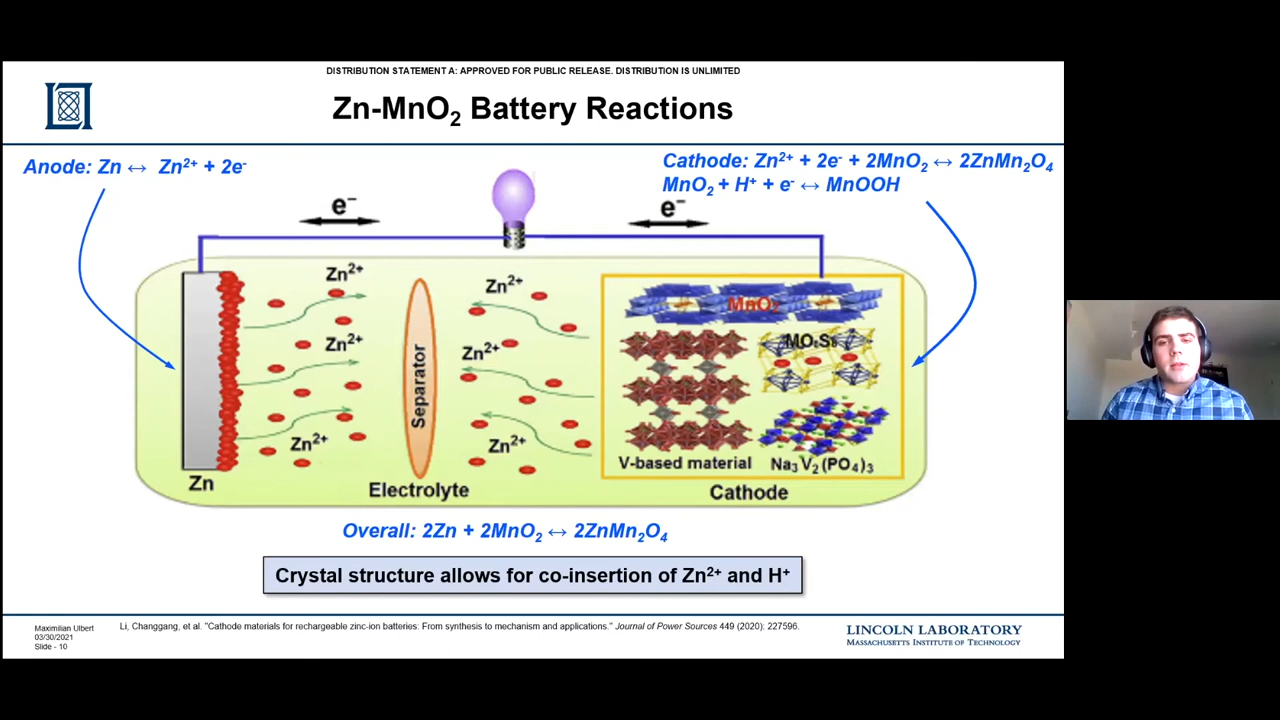 DISTRIBUTION STATEMENT A: APPROVED FOR PUBLIC RELEASE. DISTRIBUTION IS UNLIMITED
Zn-MnO₂ Battery Reactions
Anode: Zn ↔ Zn²⁺ + 2e⁻
Cathode: Zn²⁺ + 2e⁻ + 2MnO₂ ↔ 2ZnMn₂O₄
MnO₂ + H⁺ + e⁻ ↔ MnOOH
e⁻
e⁻
Zn²⁺
Zn²⁺
Zn²⁺
Zn²⁺
Zn²⁺
Zn²⁺
Separator
MnO₂
MO₆S₈
V-based material
Na₃V₂(PO₄)₃
Zn
Electrolyte
Cathode
Overall: 2Zn + 2MnO₂ ↔ 2ZnMn₂O₄
Crystal structure allows for co-insertion of Zn²⁺ and H⁺
Maximilian Ulbert
03/30/2021
Slide - 10
Li, Changgang, et al. "Cathode materials for rechargeable zinc-ion batteries: From synthesis to mechanism and applications." Journal of Power Sources 449 (2020): 227596.
LINCOLN LABORATORY
MASSACHUSETTS INSTITUTE OF TECHNOLOGY